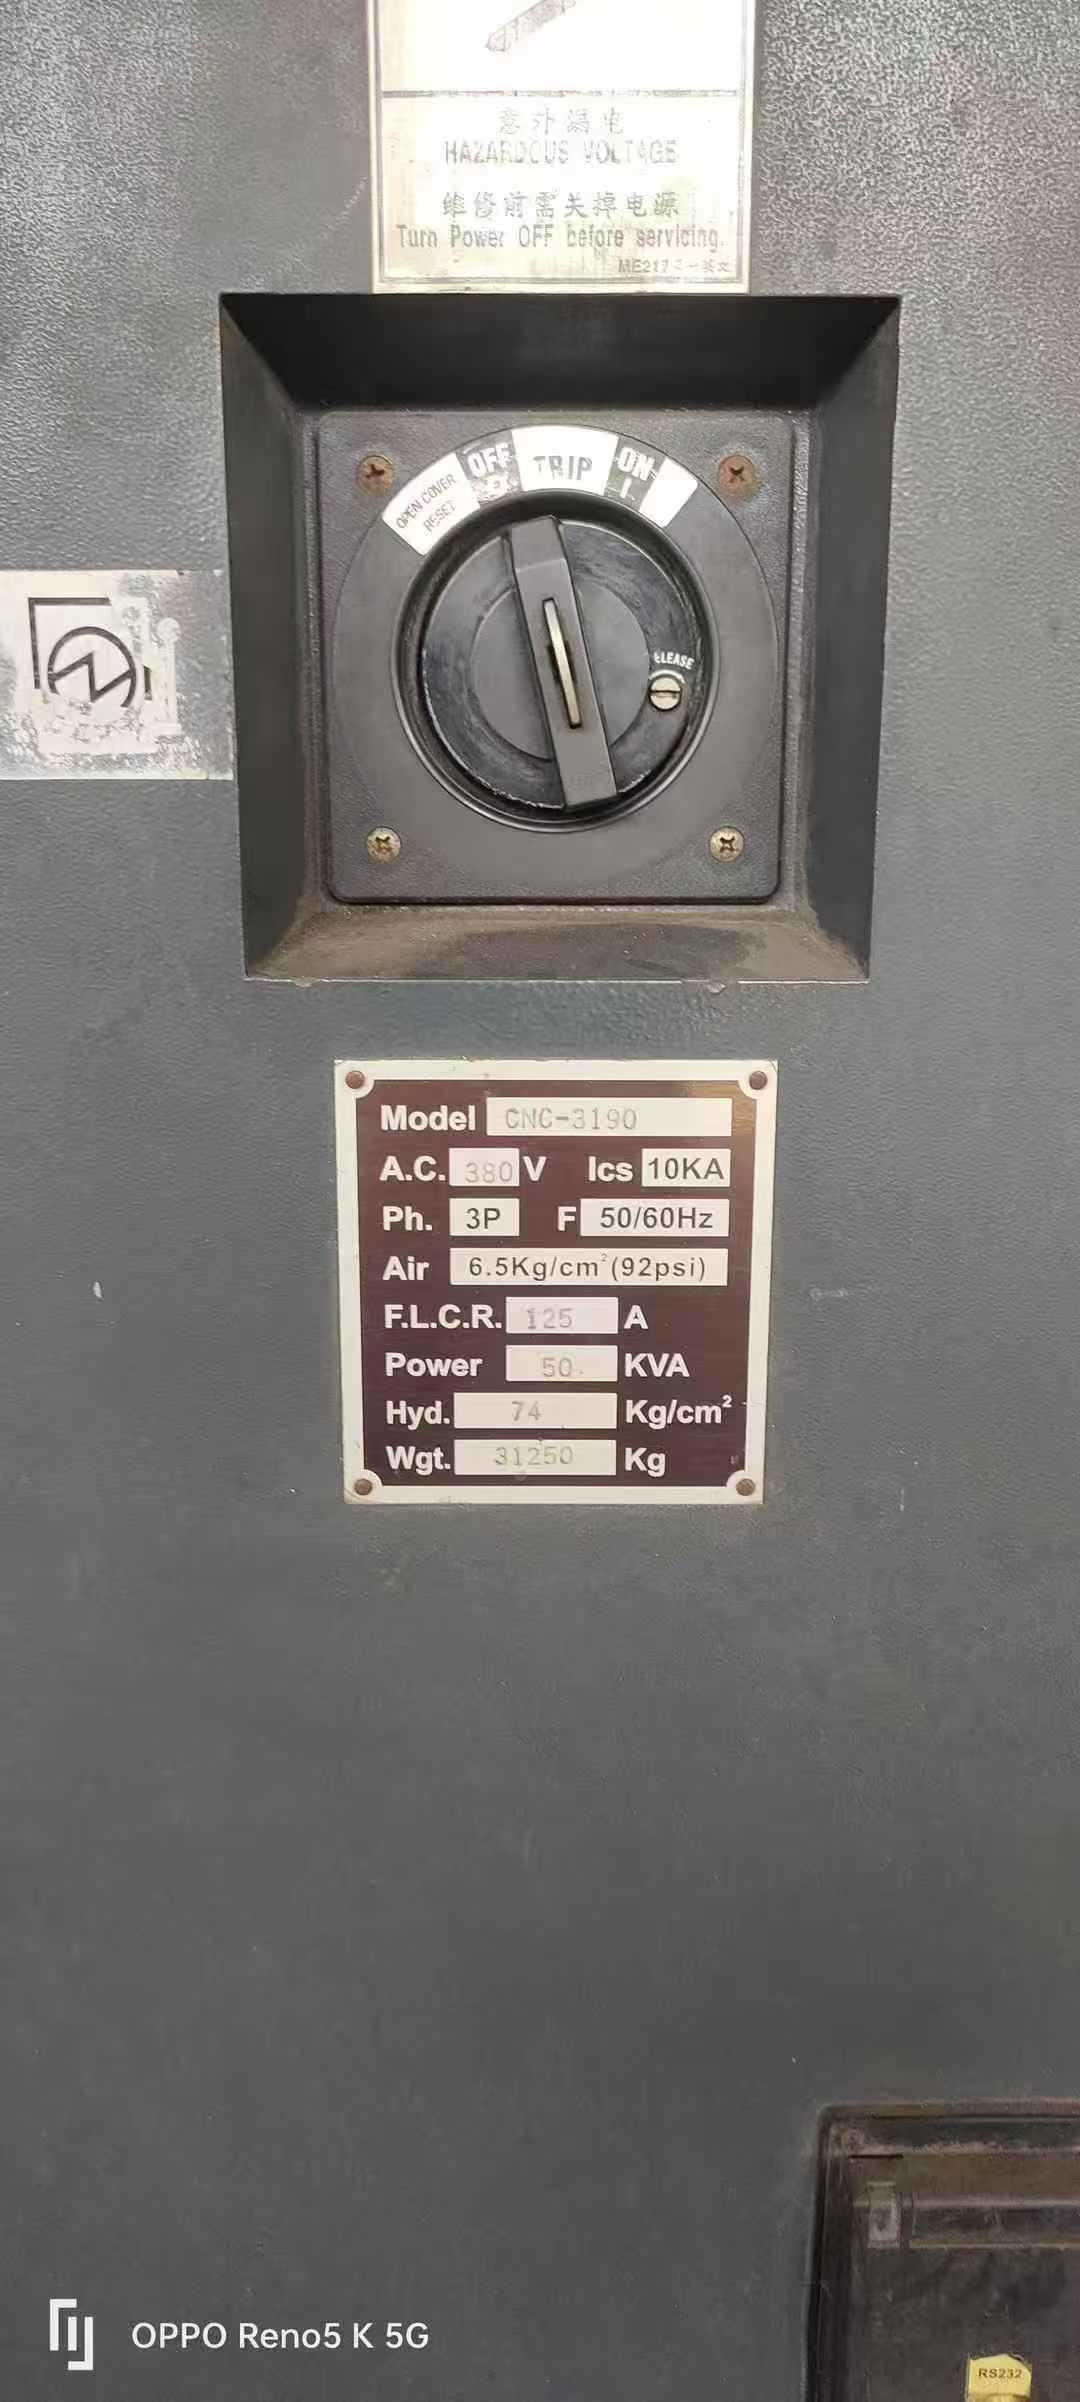 意外漏电
HAZARDOUS VOLTAGE
维修前需关掉电源
Turn Power OFF before servicing.
OPEN COVER
RESET
OFF
TRIP
ON
I
RELEASE
Model CNC-3190
A.C. 380 V Ics 10KA
Ph. 3P F 50/60Hz
Air 6.5Kg/cm²(92psi)
F.L.C.R. 125 A
Power 50. KVA
Hyd. 74 Kg/cm²
Wgt. 31250 Kg
RS232
OPPO Reno5 K 5G